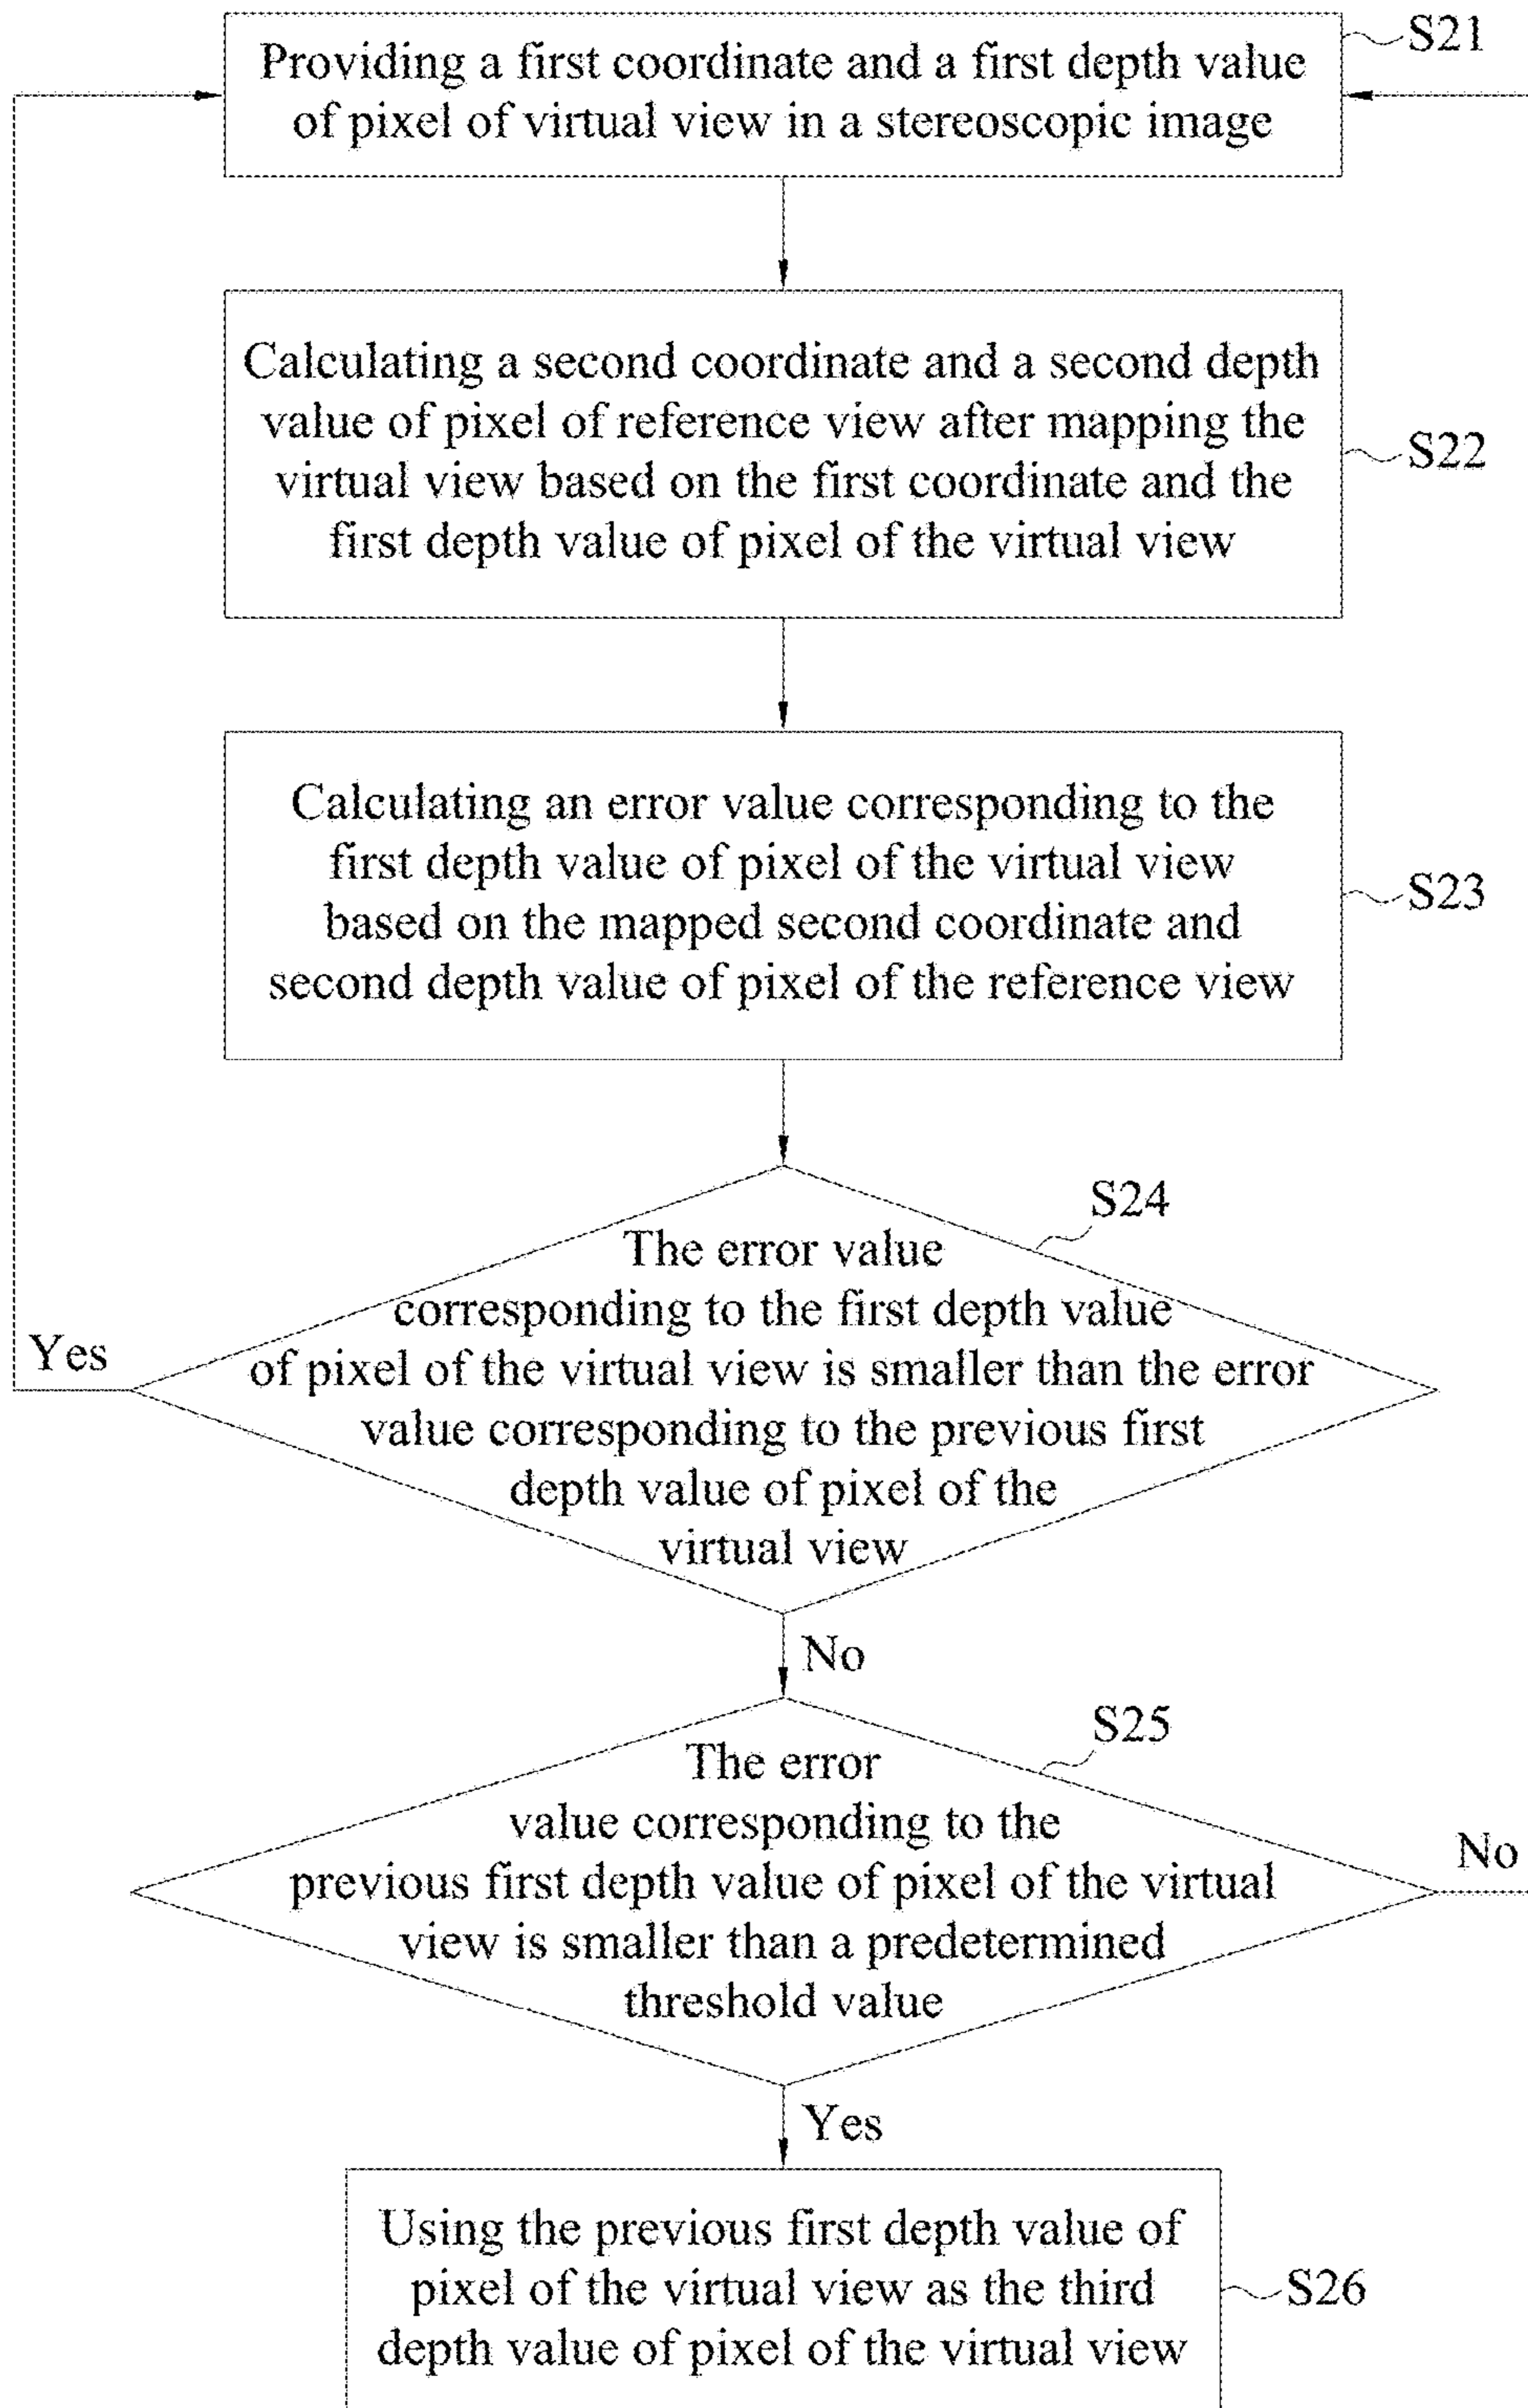 Providing a first coordinate and a first depth value
of pixel of virtual view in a stereoscopic image
S21
Calculating a second coordinate and a second depth
value of pixel of reference view after mapping the
virtual view based on the first coordinate and the
first depth value of pixel of the virtual view
S22
Calculating an error value corresponding to the
first depth value of pixel of the virtual view
based on the mapped second coordinate and
second depth value of pixel of the reference view
S23
S24
The error value
corresponding to the first depth value
of pixel of the virtual view is smaller than the error
value corresponding to the previous first
depth value of pixel of the
virtual view
Yes
No
S25
The error
value corresponding to the
previous first depth value of pixel of the virtual
view is smaller than a predetermined
threshold value
No
Yes
Using the previous first depth value of
pixel of the virtual view as the third
depth value of pixel of the virtual view
S26